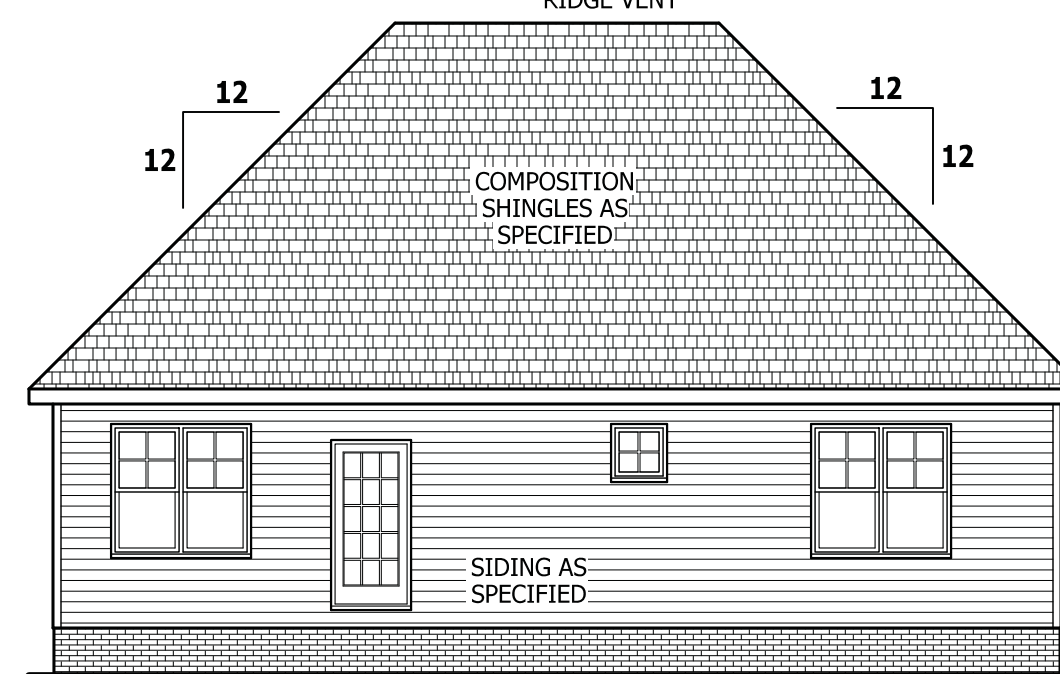 RIDGE VENT
12
12
12
12
COMPOSITION
SHINGLES AS
SPECIFIED
SIDING AS
SPECIFIED